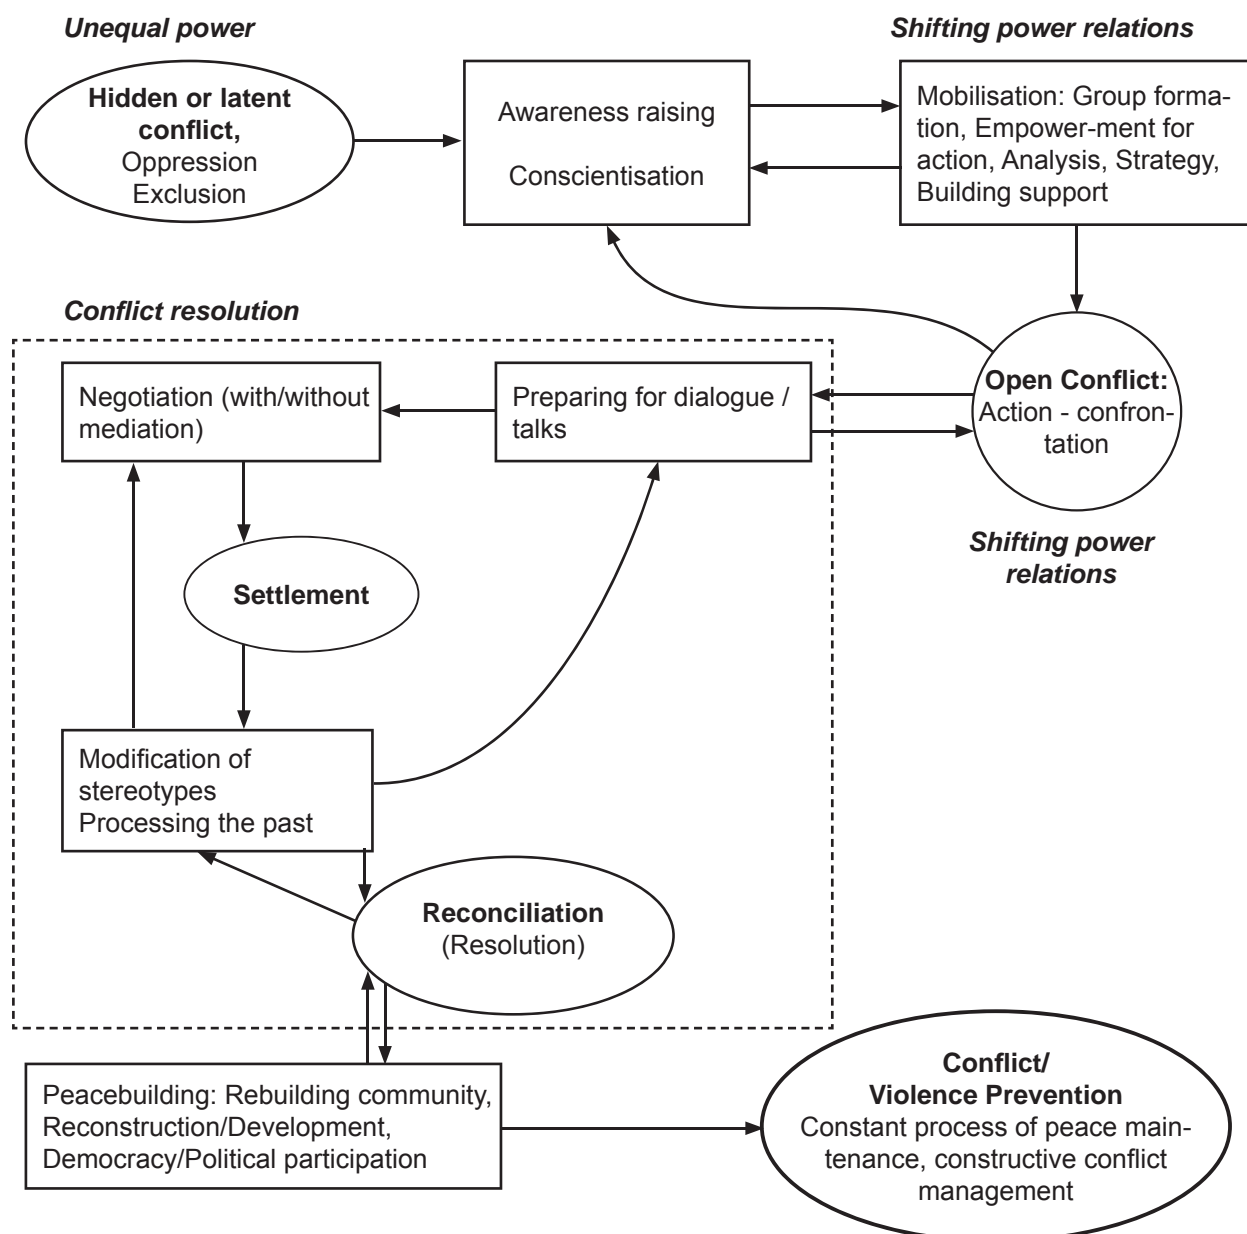 Unequal power
Shifting power relations
Hidden or latent
conflict,
Oppression
Exclusion
Awareness raising
Conscientisation
Mobilisation: Group forma-
tion, Empower-ment for
action, Analysis, Strategy,
Building support
Conflict resolution
Negotiation (with/without
mediation)
Preparing for dialogue /
talks
Open Conflict:
Action - confron-
tation
Shifting power
relations
Settlement
Modification of
stereotypes
Processing the past
Reconciliation
(Resolution)
Peacebuilding: Rebuilding community,
Reconstruction/Development,
Democracy/Political participation
Conflict/
Violence Prevention
Constant process of peace main-
tenance, constructive conflict
management